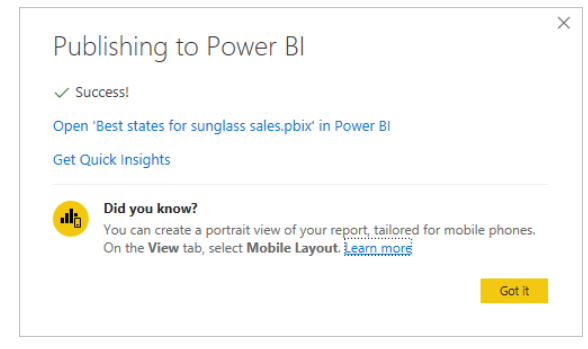 Publishing to Power BI
Success!
Open 'Best states for sunglass sales.pbix' in Power BI
Get Quick Insights
Did you know?
You can create a portrait view of your report, tailored for mobile phones.
On the View tab, select Mobile Layout. Learn more
Got it